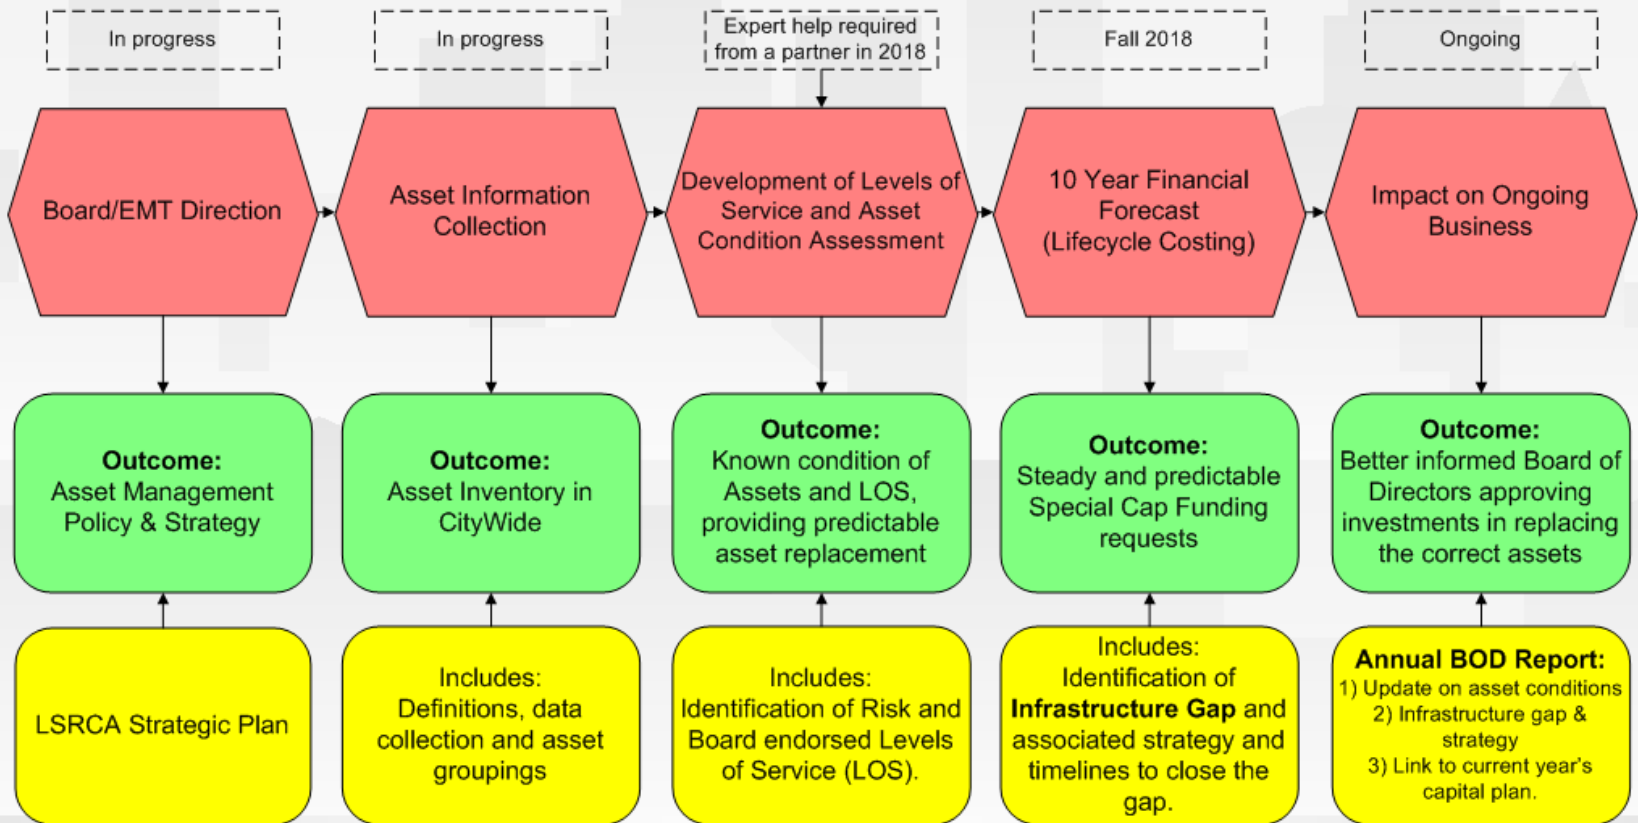 In progress
In progress
Expert help required
from a partner in 2018
Fall 2018
Ongoing
Board/EMT Direction
Asset Information
Collection
Development of Levels of
Service and Asset
Condition Assessment
10 Year Financial
Forecast
(Lifecycle Costing)
Impact on Ongoing
Business
Outcome:
Asset Management
Policy & Strategy
Outcome:
Asset Inventory in
CityWide
Outcome:
Known condition of
Assets and LOS,
providing predictable
asset replacement
Outcome:
Steady and predictable
Special Cap Funding
requests
Outcome:
Better informed Board of
Directors approving
investments in replacing
the correct assets
LSRCA Strategic Plan
Includes:
Definitions, data
collection and asset
groupings
Includes:
Identification of Risk and
Board endorsed Levels
of Service (LOS).
Includes:
Identification of
Infrastructure Gap and
associated strategy and
timelines to close the
gap.
Annual BOD Report:
1) Update on asset conditions
2) Infrastructure gap &
strategy
3) Link to current year's
capital plan.